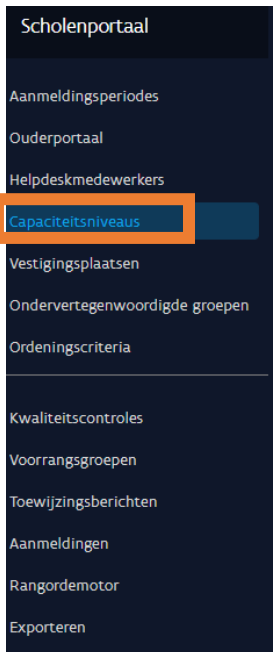 Scholenportaal
Aanmeldingsperiodes
Ouderportaal
Helpdeskmedewerkers
Capaciteitsniveaus
Vestigingsplaatsen
Ondervertegenwoordigde groepen
Ordeningscriteria
Kwaliteitscontroles
Voorrangsgroepen
Toewijzingsberichten
Aanmeldingen
Rangordemotor
Exporteren